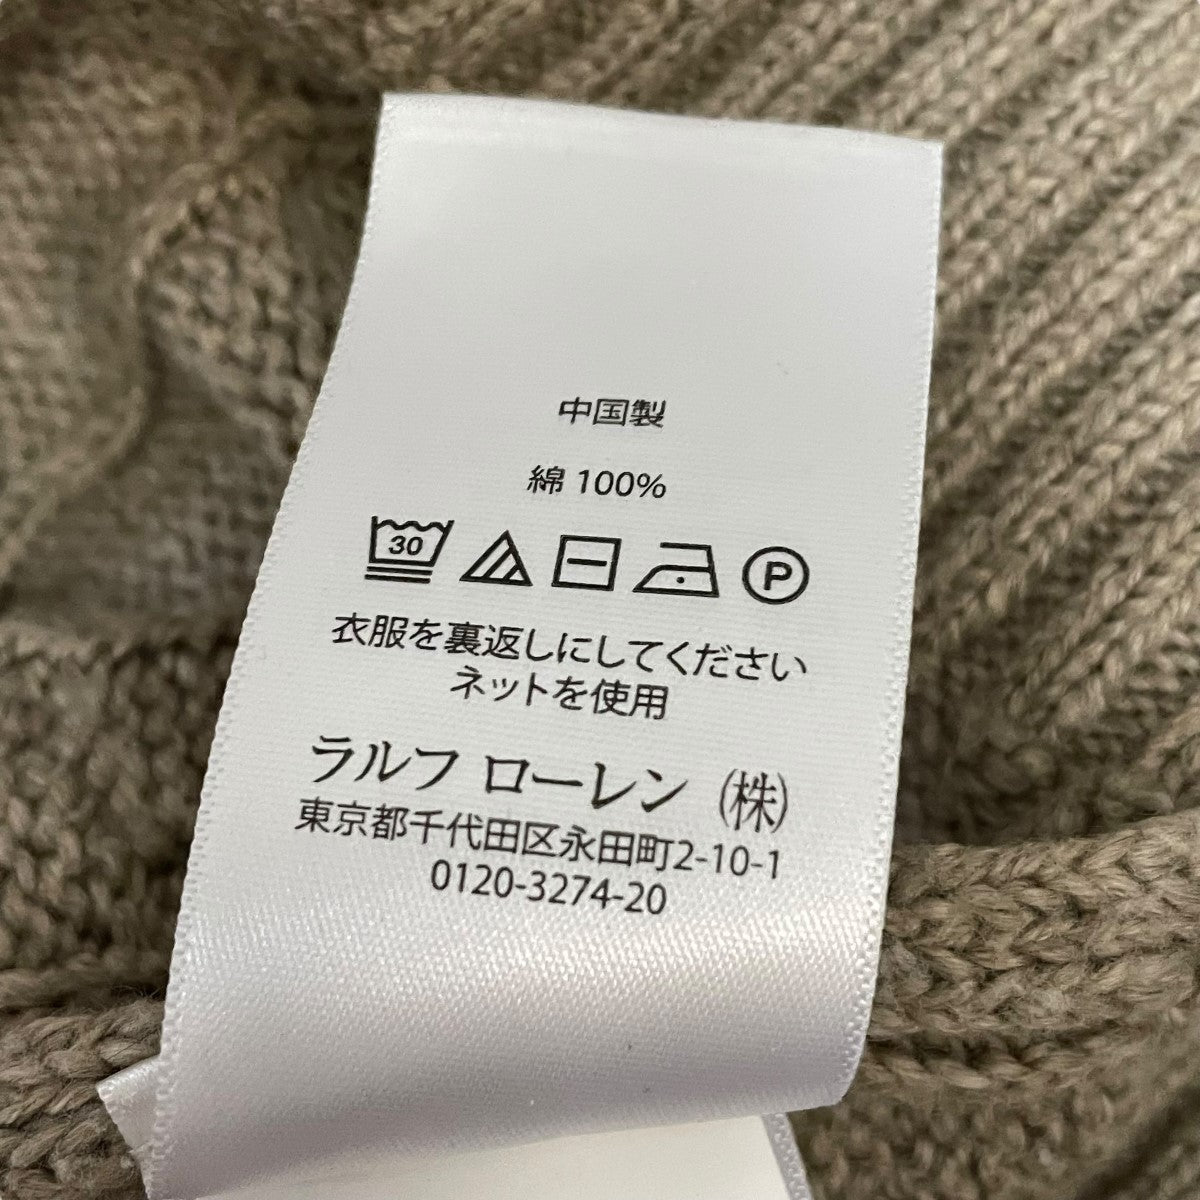 中国製
綿 100%
30 P
衣服を裏返しにしてください
ネットを使用
ラルフ ローレン (株)
東京都千代田区永田町2-10-1
0120-3274-20